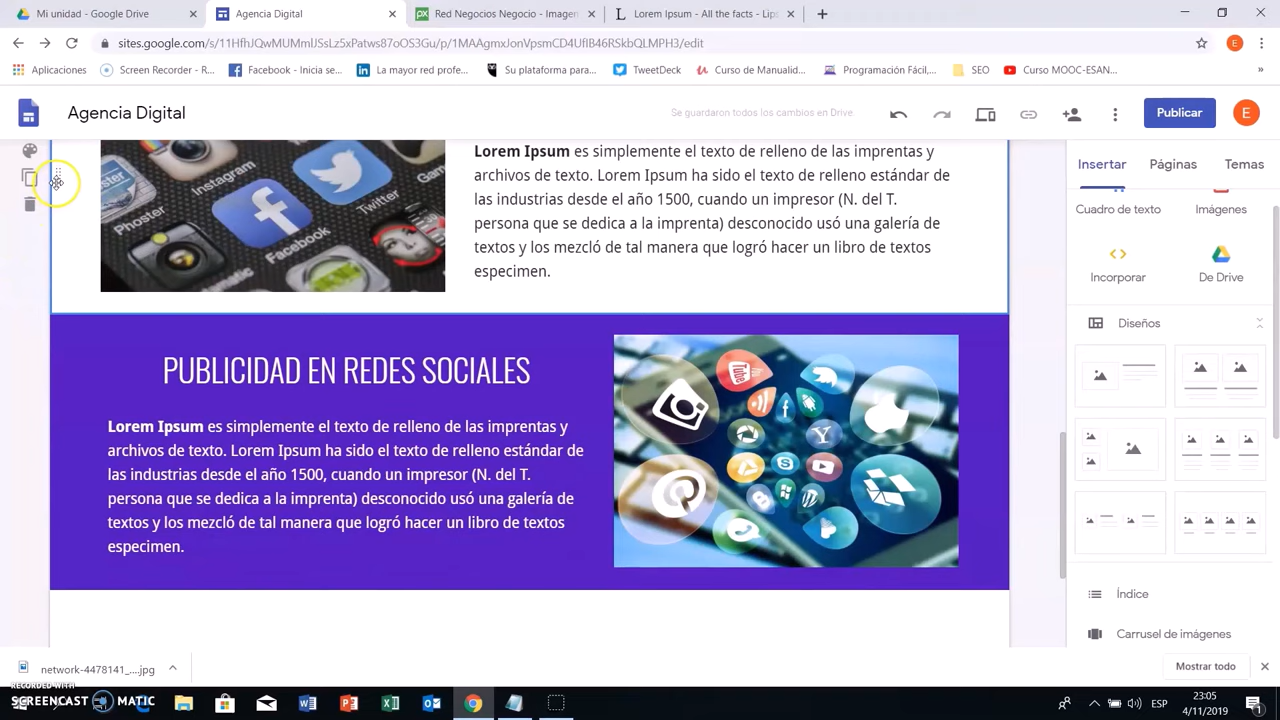 Mi unidad - Google Drive
Agencia Digital
Red Negocios Negocio - Imagen
Lorem Ipsum - All the facts - Lips
sites.google.com/s/11HfhJQwMUMmlJSsLz5xPatws87oOS3Gu/p/1MAAgmxJonVpsmCD4UflB46RSkbQLMPH3/edit
E
Aplicaciones
Screen Recorder - R...
Facebook - Inicia se...
La mayor red profe...
Su plataforma para...
TweetDeck
Curso de Manualid...
Programación Fácil,...
SEO
Curso MOOC-ESAN...
»
Agencia Digital
Se guardaron todos los cambios en Drive.
Publicar
E
Insertar
Páginas
Temas
Cuadro de texto
Imágenes
Incorporar
De Drive
Diseños
Índice
Carrusel de imágenes
Instagram
Twitter
Facebook
Phoster
Lorem Ipsum es simplemente el texto de relleno de las imprentas y
archivos de texto. Lorem Ipsum ha sido el texto de relleno estándar de
las industrias desde el año 1500, cuando un impresor (N. del T.
persona que se dedica a la imprenta) desconocido usó una galería de
textos y los mezcló de tal manera que logró hacer un libro de textos
especimen.
PUBLICIDAD EN REDES SOCIALES
Lorem Ipsum es simplemente el texto de relleno de las imprentas y
archivos de texto. Lorem Ipsum ha sido el texto de relleno estándar de
las industrias desde el año 1500, cuando un impresor (N. del T.
persona que se dedica a la imprenta) desconocido usó una galería de
textos y los mezcló de tal manera que logró hacer un libro de textos
especimen.
network-4478141_....jpg
Mostrar todo
RECORDED WITH
SCREENCAST MATIC
ESP
23:05
4/11/2019